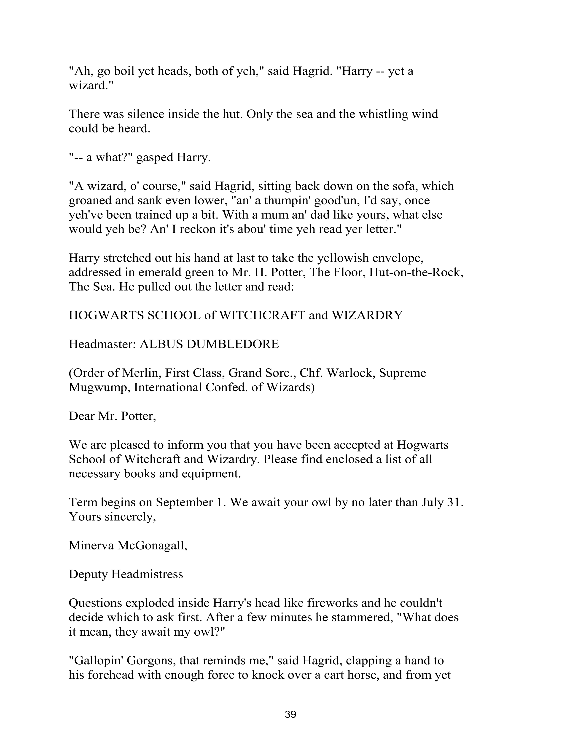 "Ah, go boil yet heads, both of yeh," said Hagrid. "Harry -- yet a
wizard."
There was silence inside the hut. Only the sea and the whistling wind
could be heard.
"-- a what?" gasped Harry.
"A wizard, o' course," said Hagrid, sitting back down on the sofa, which
groaned and sank even lower, "an' a thumpin' good'un, I'd say, once
yeh've been trained up a bit. With a mum an' dad like yours, what else
would yeh be? An' I reckon it's abou' time yeh read yer letter."
Harry stretched out his hand at last to take the yellowish envelope,
addressed in emerald green to Mr. H. Potter, The Floor, Hut-on-the-Rock,
The Sea. He pulled out the letter and read:
HOGWARTS SCHOOL of WITCHCRAFT and WIZARDRY
Headmaster: ALBUS DUMBLEDORE
(Order of Merlin, First Class, Grand Sorc., Chf. Warlock, Supreme
Mugwump, International Confed. of Wizards)
Dear Mr. Potter,
We are pleased to inform you that you have been accepted at Hogwarts
School of Witchcraft and Wizardry. Please find enclosed a list of all
necessary books and equipment.
Term begins on September 1. We await your owl by no later than July 31.
Yours sincerely,
Minerva McGonagall,
Deputy Headmistress
Questions exploded inside Harry's head like fireworks and he couldn't
decide which to ask first. After a few minutes he stammered, "What does
it mean, they await my owl?"
"Gallopin' Gorgons, that reminds me," said Hagrid, clapping a hand to
his forehead with enough force to knock over a cart horse, and from yet
39